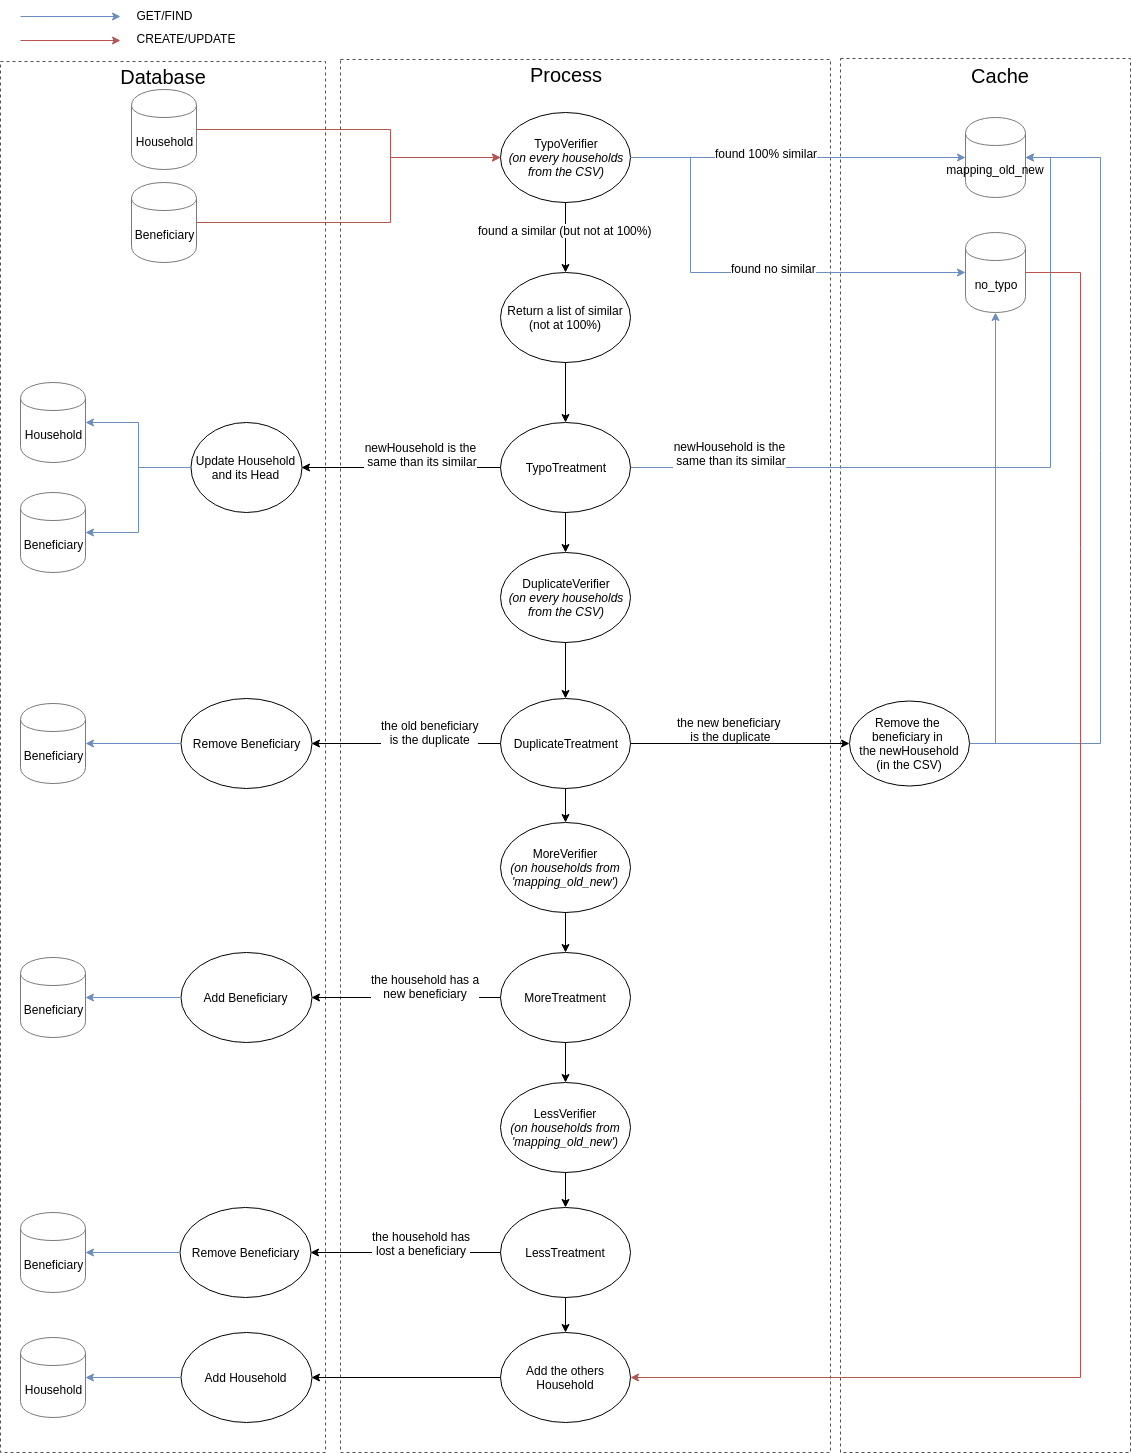 GET/FIND
CREATE/UPDATE
Database
Process
Cache
Household
Beneficiary
TypoVerifier
(on every households
from the CSV)
found 100% similar
mapping_old_new
found a similar (but not at 100%)
found no similar
no_typo
Return a list of similar
(not at 100%)
Household
Beneficiary
Update Household
and its Head
newHousehold is the
same than its similar
TypoTreatment
newHousehold is the
same than its similar
DuplicateVerifier
(on every households
from the CSV)
Beneficiary
Remove Beneficiary
the old beneficiary
is the duplicate
DuplicateTreatment
the new beneficiary
is the duplicate
Remove the
beneficiary in
the newHousehold
(in the CSV)
MoreVerifier
(on households from
'mapping_old_new')
Beneficiary
Add Beneficiary
the household has a
new beneficiary
MoreTreatment
LessVerifier
(on households from
'mapping_old_new')
Beneficiary
Remove Beneficiary
the household has
lost a beneficiary
LessTreatment
Household
Add Household
Add the others
Household